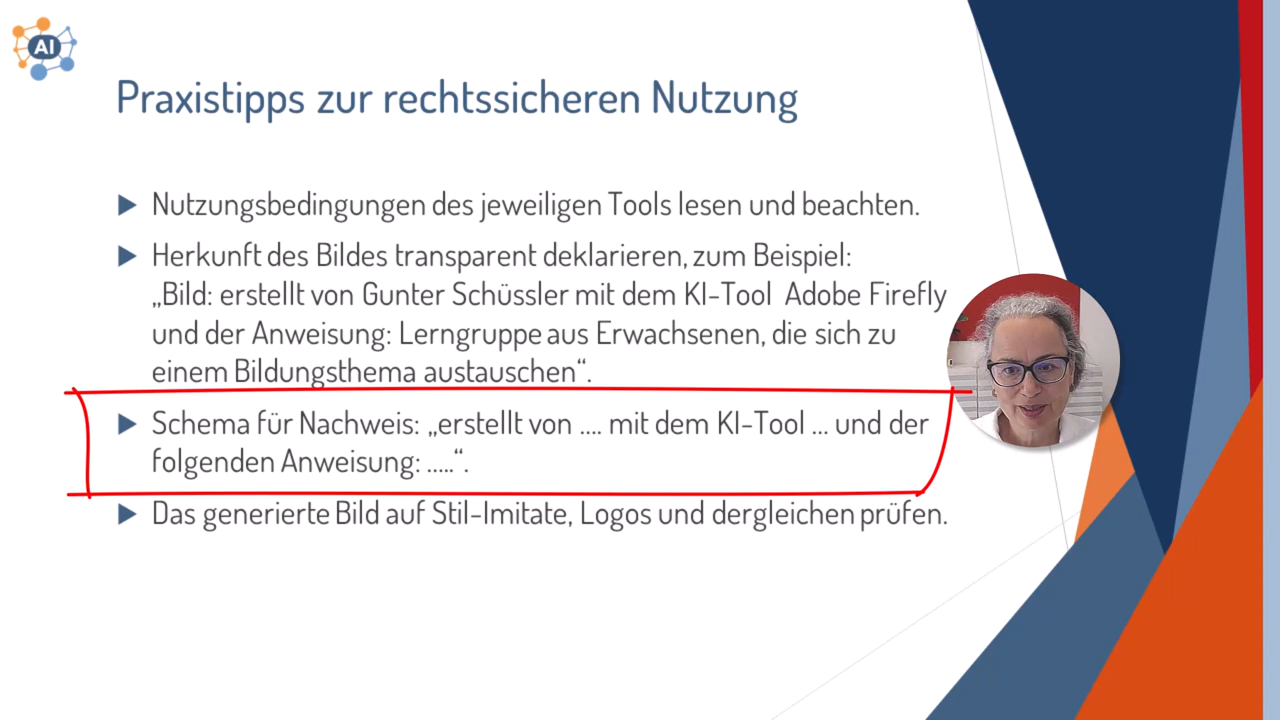 AI
Praxistipps zur rechtssicheren Nutzung
Nutzungsbedingungen des jeweiligen Tools lesen und beachten.
Herkunft des Bildes transparent deklarieren, zum Beispiel:
„Bild: erstellt von Gunter Schüssler mit dem KI-Tool Adobe Firefly
und der Anweisung: Lerngruppe aus Erwachsenen, die sich zu
einem Bildungsthema austauschen“.
Schema für Nachweis: „erstellt von .... mit dem KI-Tool ... und der
folgenden Anweisung: .....“.
Das generierte Bild auf Stil-Imitate, Logos und dergleichen prüfen.